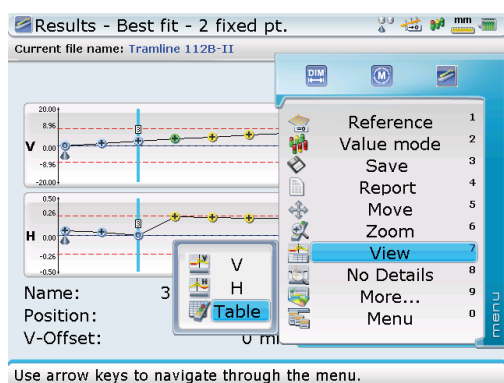 Results - Best fit - 2 fixed pt.
mm
Current file name: Tramline 112B-II
DIM
M
20.00
8.96
V 0.00
-8.96
-20.00
3
0.50
0.26
H 0.00
-0.26
-0.50
3
Name: 3
Position:
V-Offset: 0 m
Reference 1
Value mode 2
Save 3
Report 4
Move 5
Zoom 6
View 7
No Details 8
More... 9
Menu 0
menu
V
H
Table
Use arrow keys to navigate through the menu.